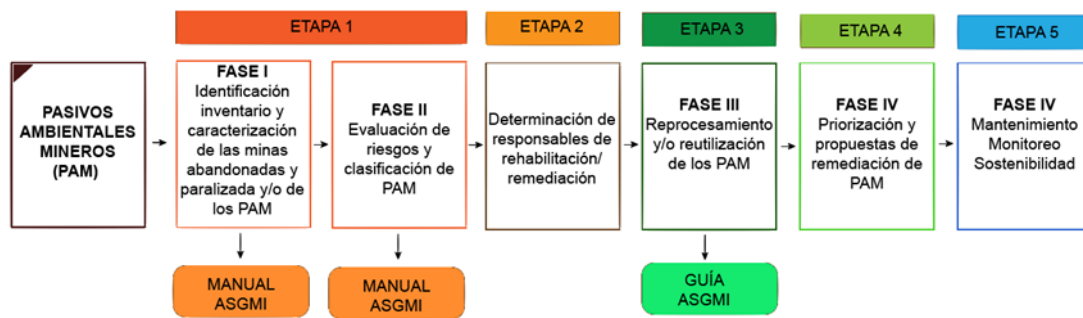 ETAPA 1
ETAPA 2
ETAPA 3
ETAPA 4
ETAPA 5
PASIVOS
AMBIENTALES
MINEROS
(PAM)
FASE I
Identificación
inventario y
caracterización
de las minas
abandonadas y
paralizada y/o de
los PAM
FASE II
Evaluación de
riesgos y
clasificación de
PAM
Determinación de
responsables de
rehabilitación/
remediación
FASE III
Reprocesamiento
y/o reutilización
de los PAM
FASE IV
Priorización y
propuestas de
remediación de
PAM
FASE IV
Mantenimiento
Monitoreo
Sostenibilidad
MANUAL
ASGMI
MANUAL
ASGMI
GUÍA
ASGMI